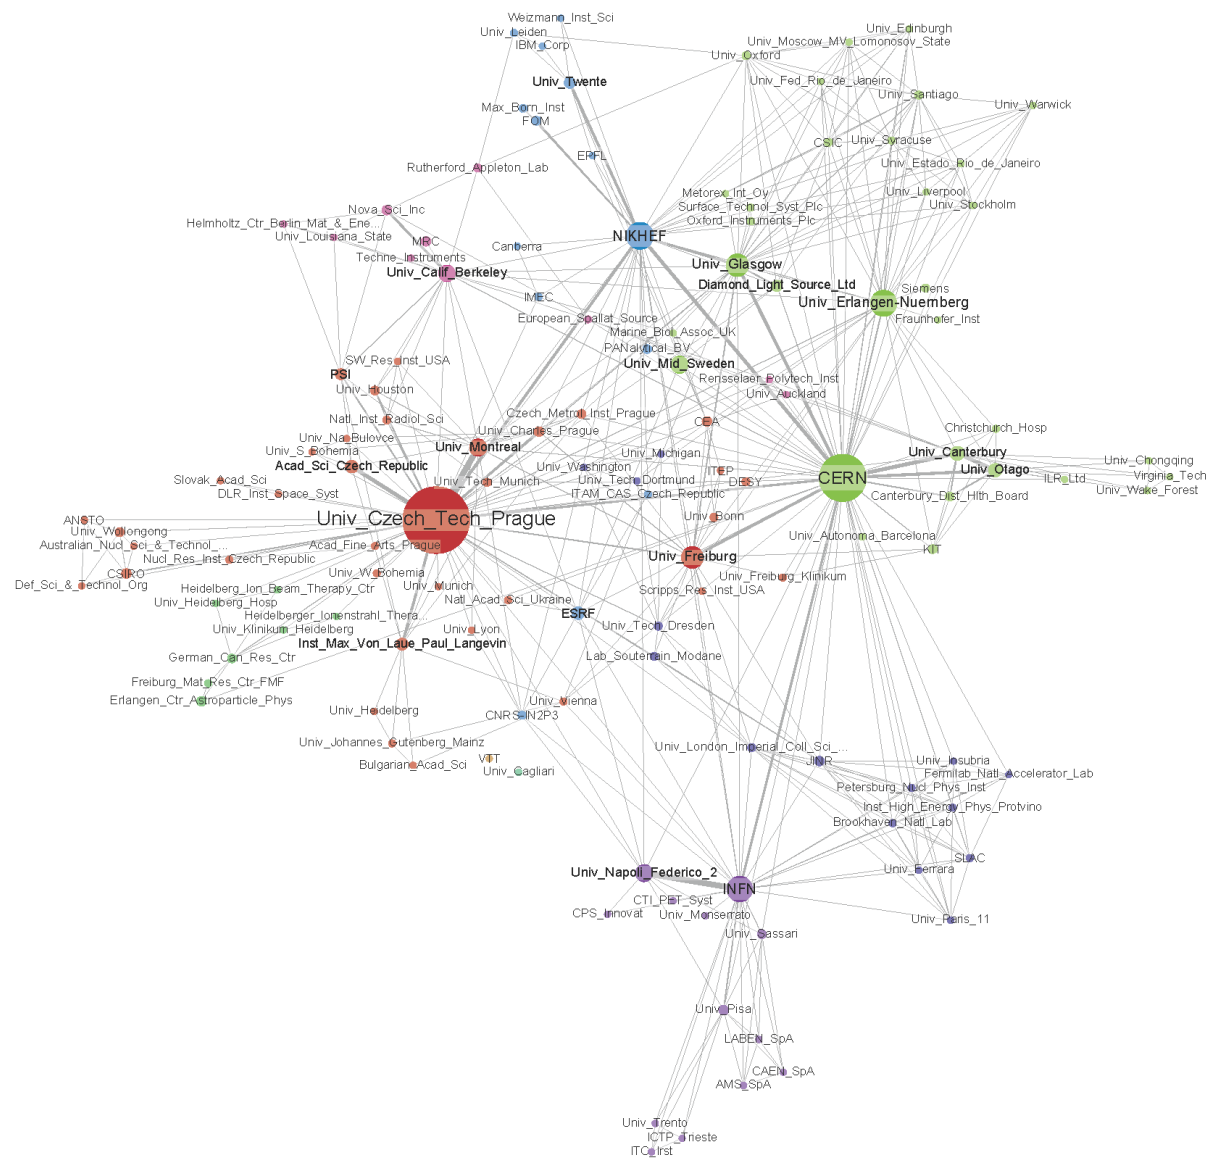 Weizmann_Inst_Sci
Univ_Leiden
IBM_Corp
Univ_Edinburgh
Univ_Moscow_MV_Lomonosov_State
Univ_Oxford
Univ_Twente
Univ_Fed_Rio_de_Janeiro
Univ_Santiago
Univ_Warwick
Max_Born_Inst
FOM
CSIC
Univ_Syracuse
EPFL
Rutherford_Appleton_Lab
Univ_Estado_Rio_de_Janeiro
Metorex_Int_Oy
Univ_Liverpool
Univ_Stockholm
Surface_Technol_Syst_Plc
Oxford_Instruments_Plc
Nova_Sci_Inc
Helmholtz_Ctr_Berlin_Mat_&_Ene...
Univ_Louisiana_State
MRC
NIKHEF
Canberra
Techne_Instruments
Univ_Calif_Berkeley
Univ_Glasgow
Diamond_Light_Source_Ltd
Siemens
Univ_Erlangen-Nuernberg
IMEC
European_Spallat_Source
Fraunhofer_Inst
Marine_Biol_Assoc_UK
PANalytical_BV
SW_Res_Inst_USA
Univ_Mid_Sweden
PSI
Rensselaer_Polytech_Inst
Univ_Houston
Univ_Auckland
Natl_Inst_Radiol_Sci
Czech_Metrol_Inst_Prague
CEA
Univ_Charles_Prague
Christchurch_Hosp
Univ_Na_Bulovce
Univ_Montreal
Univ_S_Bohemia
Univ_Michigan
Univ_Canterbury
Acad_Sci_Czech_Republic
Univ_Washington
ITEP
Univ_Otago
Univ_Chongqing
Slovak_Acad_Sci
Univ_Tech_Munich
Univ_Tech_Dortmund
DESY
CERN
ILR_Ltd
Virginia_Tech
DLR_Inst_Space_Syst
ITAM_CAS_Czech_Republic
Canterbury_Dist_Hlth_Board
Univ_Wake_Forest
ANSTO
Univ_Czech_Tech_Prague
Univ_Bonn
Univ_Wollongong
Univ_Autonoma_Barcelona
Australian_Nucl_Sci_&_Technol_...
Acad_Fine_Arts_Prague
KIT
Nucl_Res_Inst_Czech_Republic
Univ_Freiburg
CSIRO
Univ_W_Bohemia
Univ_Freiburg_Klinikum
Def_Sci_&_Technol_Org
Heidelberg_Ion_Beam_Therapy_Ctr
Univ_Munich
Scripps_Res_Inst_USA
Univ_Heidelberg_Hosp
Natl_Acad_Sci_Ukraine
Heidelberger_Ionenstrahl_Thera...
ESRF
Univ_Klinikum_Heidelberg
Univ_Lyon
Univ_Tech_Dresden
Inst_Max_Von_Laue_Paul_Langevin
German_Can_Res_Ctr
Lab_Souterrain_Modane
Freiburg_Mat_Res_Ctr_FMF
Erlangen_Ctr_Astroparticle_Phys
Univ_Vienna
Univ_Heidelberg
CNRS-IN2P3
Univ_Johannes_Gutenberg_Mainz
Univ_London_Imperial_Coll_Sci_...
VTT
Bulgarian_Acad_Sci
JINR
Univ_Insubria
Univ_Cagliari
Fermilab_Natl_Accelerator_Lab
Petersburg_Nucl_Phys_Inst
Inst_High_Energy_Phys_Protvino
Brookhaven_Natl_Lab
SLAC
Univ_Ferrara
Univ_Napoli_Federico_2
INFN
CTI_PET_Syst
CPS_Innovat
Univ_Monserrato
Univ_Paris_11
Univ_Sassari
Univ_Pisa
LABEN_SpA
CAEN_SpA
AMS_SpA
Univ_Trento
ICTP_Trieste
ITC_Irst